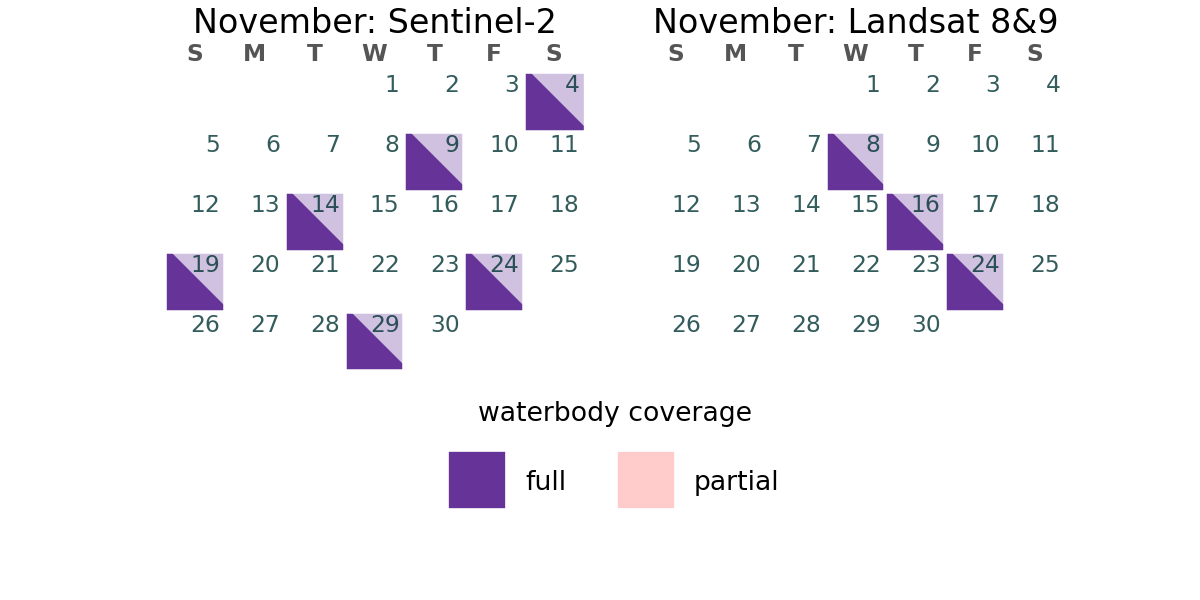 November: Sentinel-2
S M T W T F S
1 2 3 4
5 6 7 8 9 10 11
12 13 14 15 16 17 18
19 20 21 22 23 24 25
26 27 28 29 30
November: Landsat 8&9
S M T W T F S
1 2 3 4
5 6 7 8 9 10 11
12 13 14 15 16 17 18
19 20 21 22 23 24 25
26 27 28 29 30
waterbody coverage
full partial